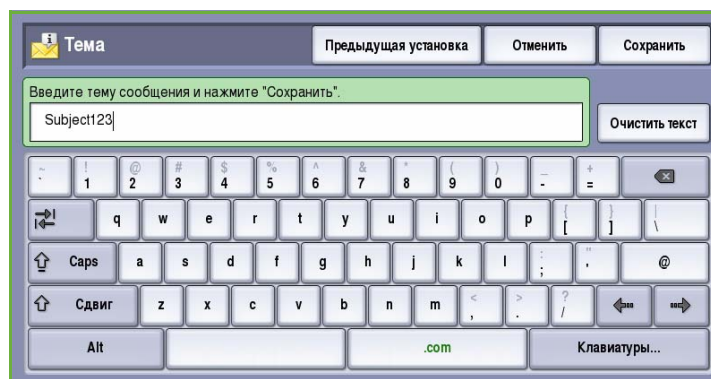 Тема Предыдущая установка Отменить Сохранить
Введите тему сообщения и нажмите "Сохранить".
Subject123 Очистить текст
~ ! @ # $ % ^ & * ( ) _ +
` 1 2 3 4 5 6 7 8 9 0 - =
q w e r t y u i o p { [ } ] | \
Caps a s d f g h j k l : ; " ' @
Сдвиг z x c v b n m < , > . ? /
Alt .com Клавиатуры...